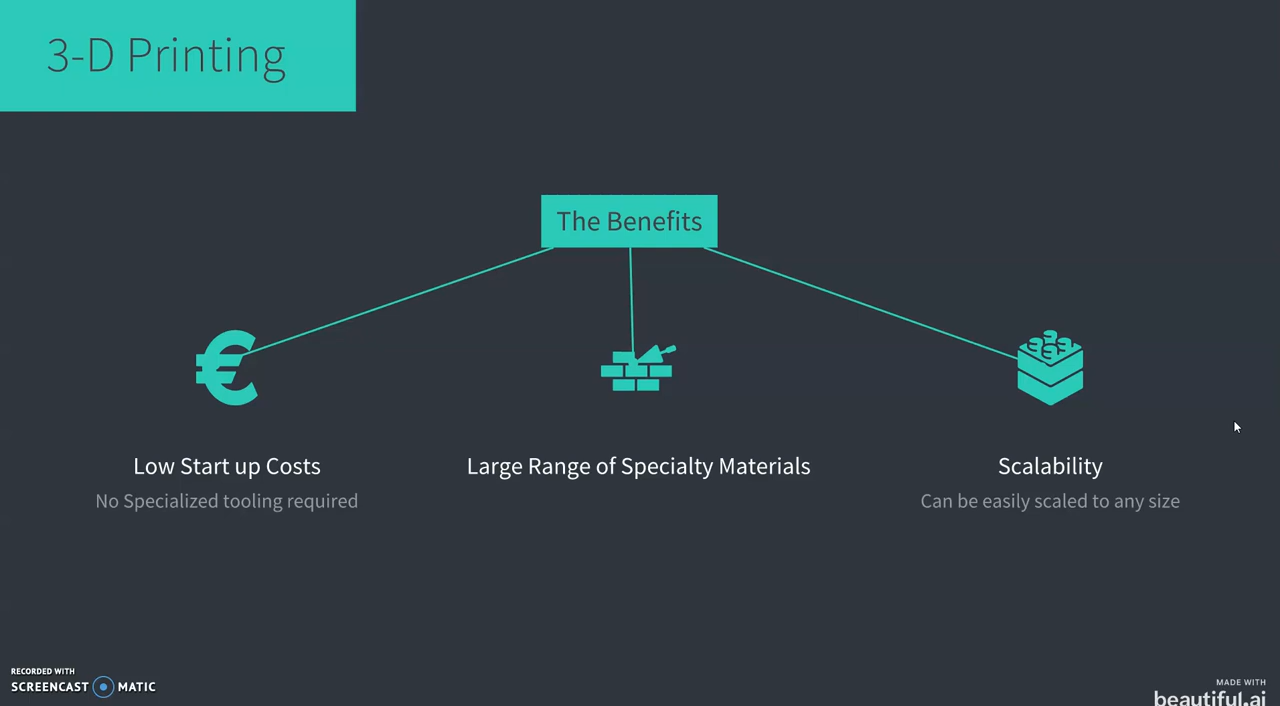 3-D Printing
The Benefits
Low Start up Costs
No Specialized tooling required
Large Range of Specialty Materials
Scalability
Can be easily scaled to any size
RECORDED WITH
SCREENCAST MATIC
MADE WITH
beautiful.ai